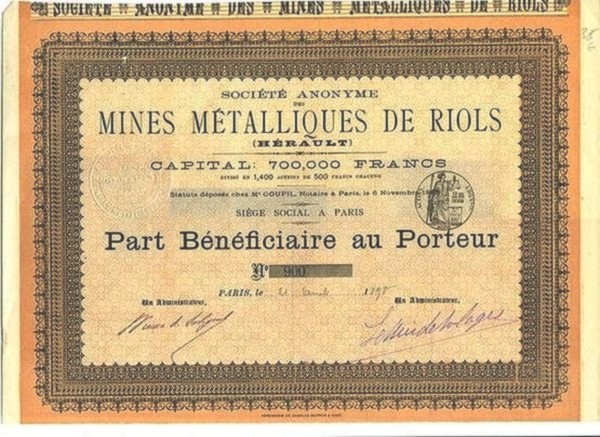 SOCIÉTÉ ANONYME DES MINES MÉTALLIQUES DE RIOLS
SOCIÉTÉ ANONYME
DES
MINES MÉTALLIQUES DE RIOLS
(HÉRAULT)
CAPITAL: 700,000 FRANCS
DIVISÉ EN 1,400 ACTIONS DE 500 FRANCS CHACUNE
Statuts déposés chez Me GOUPIL, Notaire à Paris, le 6 Novembre
SIÈGE SOCIAL A PARIS
Part Bénéficiaire au Porteur
No 900
PARIS, le 21 1898
Un Administrateur, Un Administrateur,